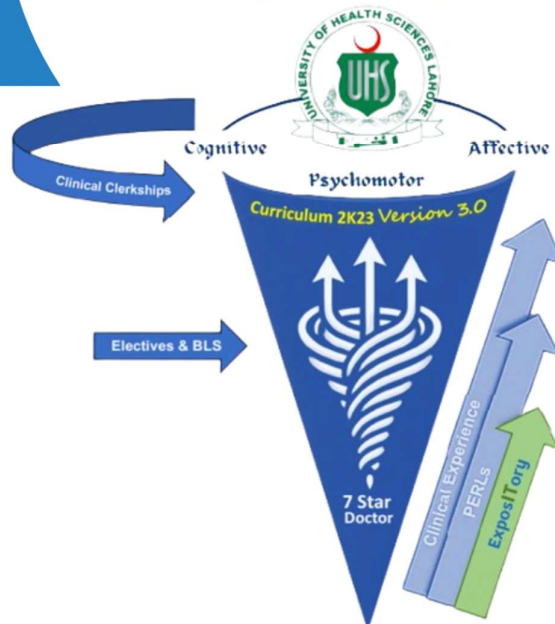 UNIVERSITY OF HEALTH SCIENCES LAHORE
UHS
Cognitive
Affective
Psychomotor
Clinical Clerkships
Curriculum 2K23 Version 3.0
Electives & BLS
7 Star
Doctor
Clinical Experience
PERLs
ExposITory